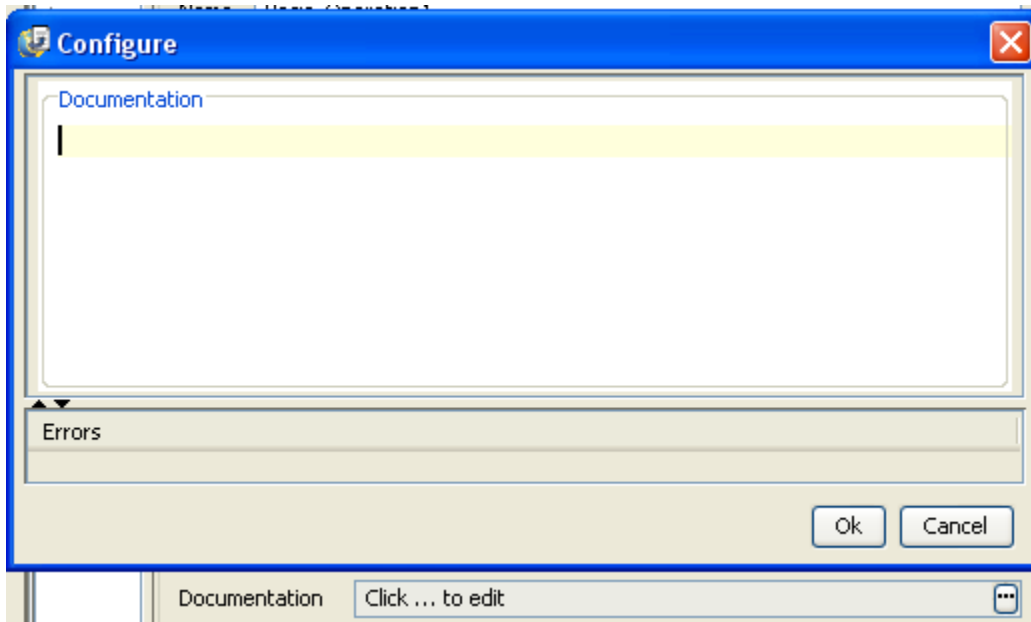 Configure
Documentation
Errors
Ok Cancel
Documentation Click ... to edit